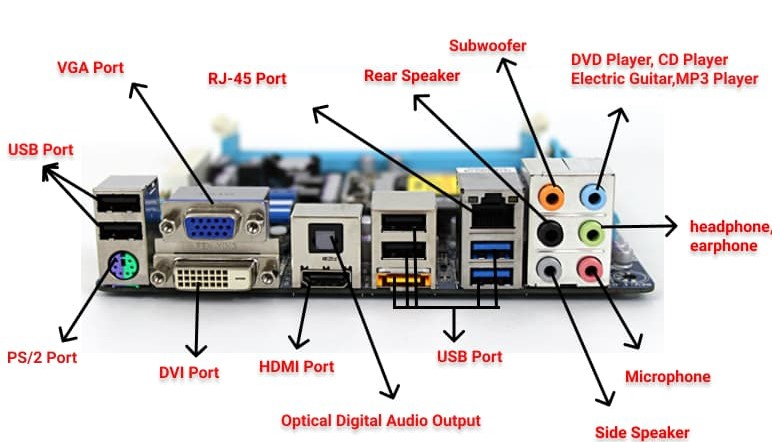 Subwoofer
DVD Player, CD Player
Electric Guitar,MP3 Player
VGA Port
RJ-45 Port
Rear Speaker
USB Port
headphone,
earphone
PS/2 Port
DVI Port
HDMI Port
USB Port
Microphone
Optical Digital Audio Output
Side Speaker